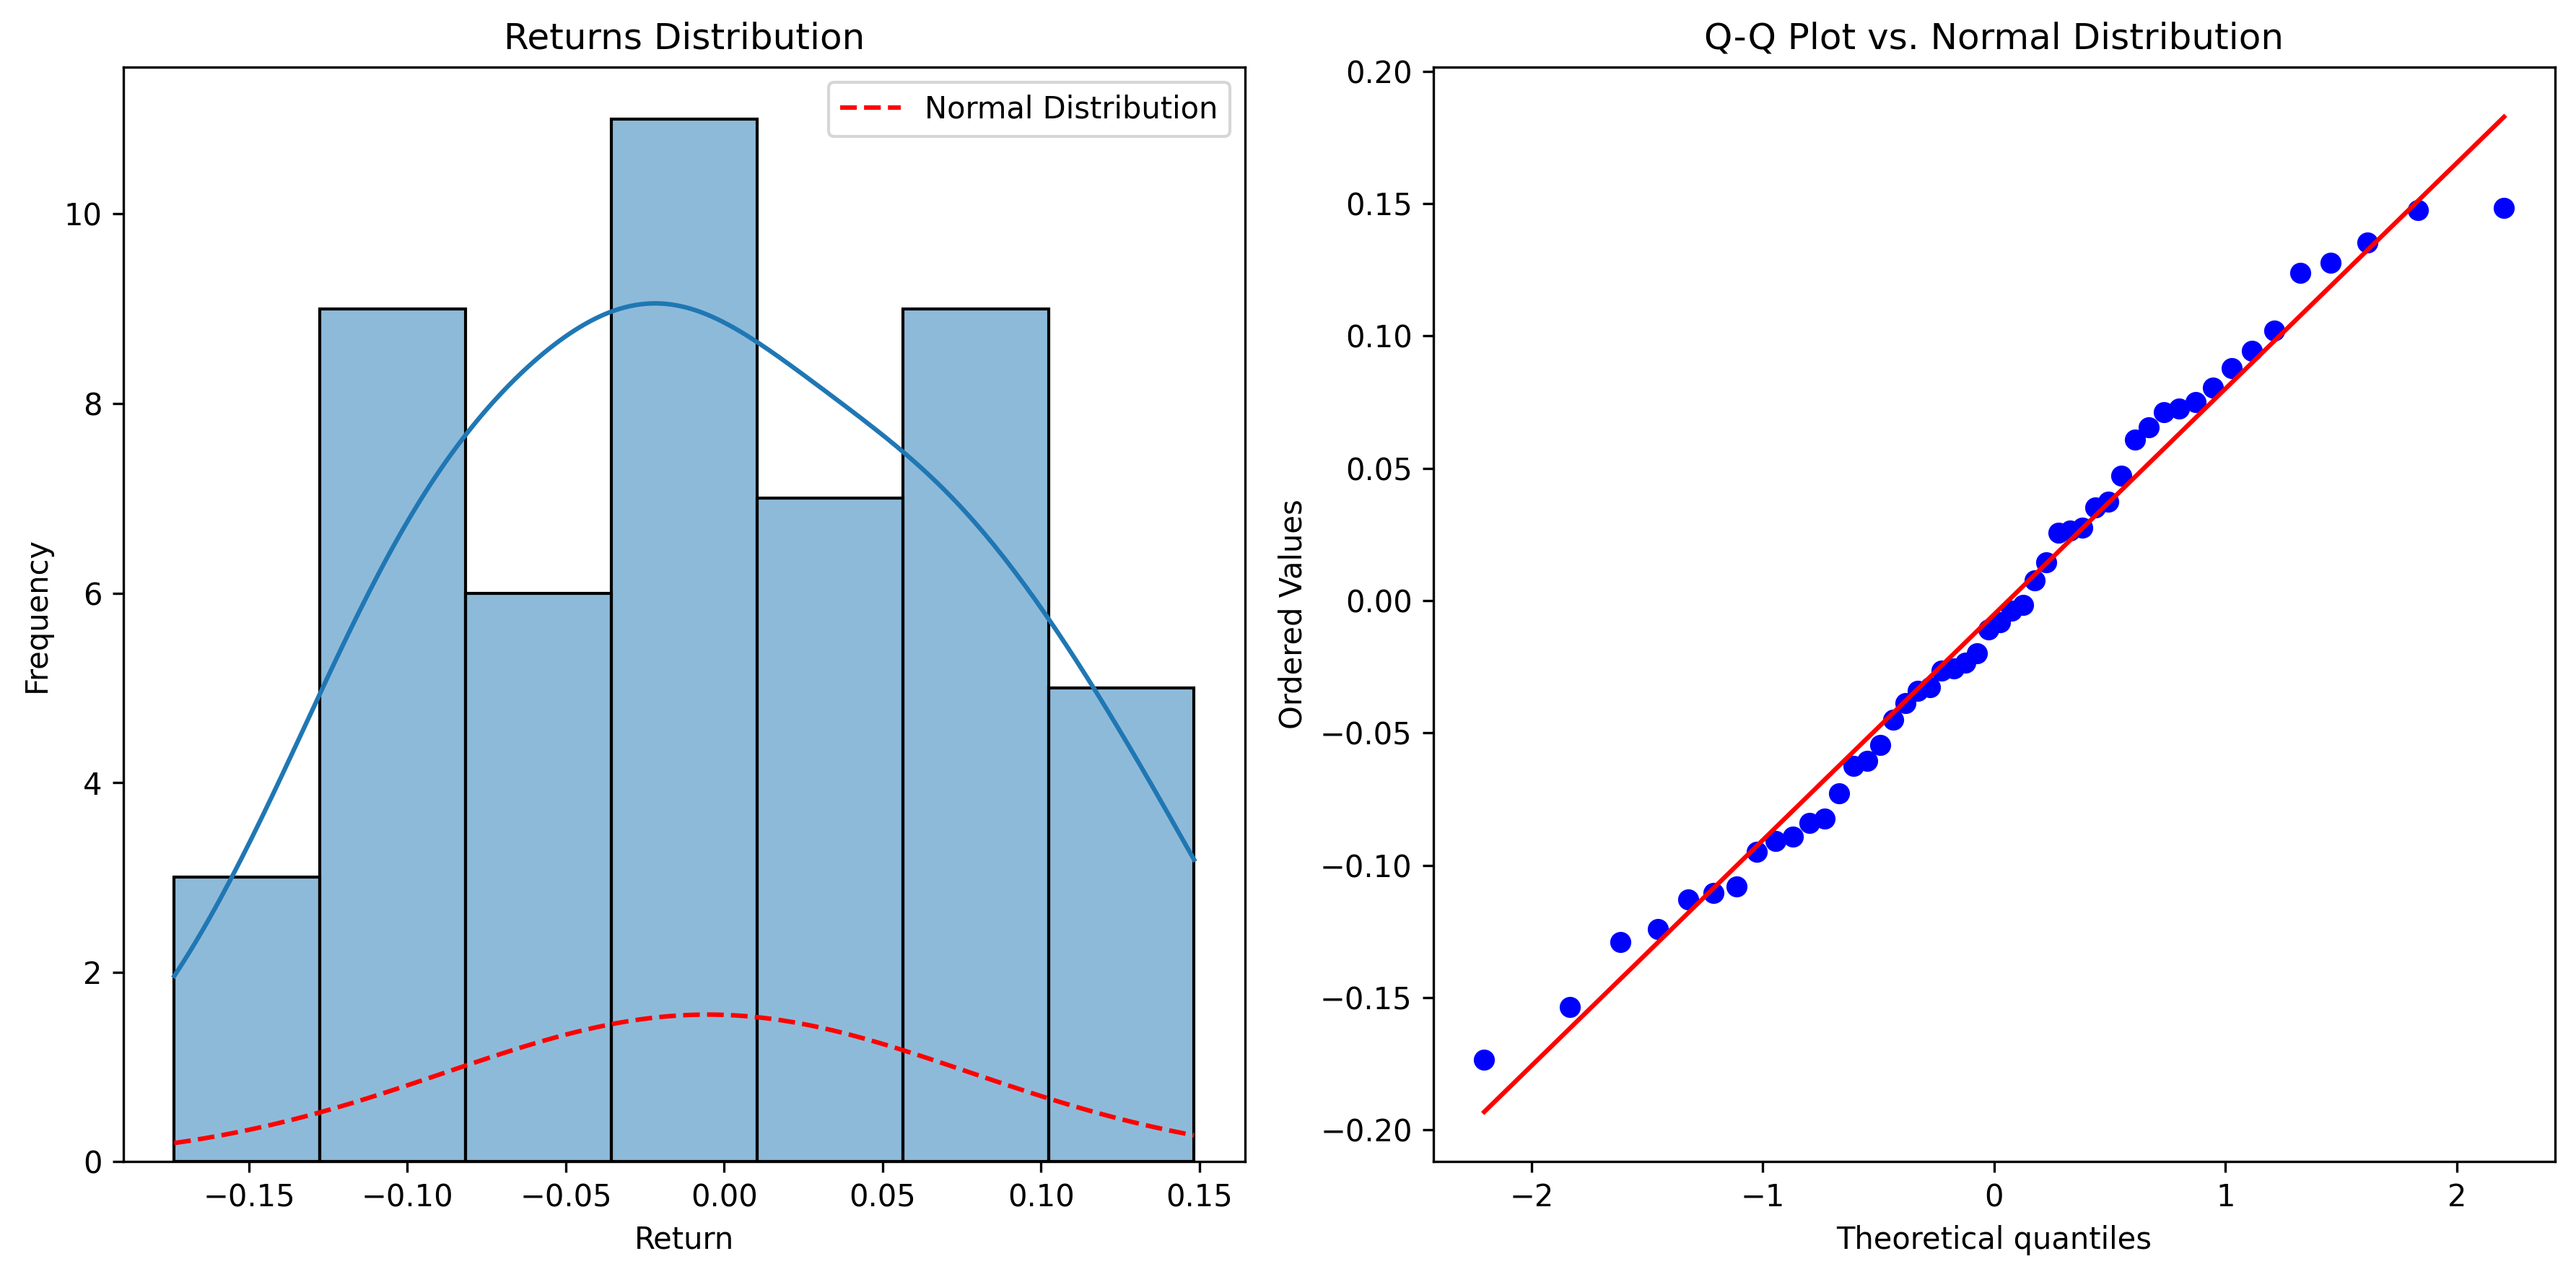 Returns Distribution
Normal Distribution
Frequency
10
8
6
4
2
0
−0.15 −0.10 −0.05 0.00 0.05 0.10 0.15
Return
Q-Q Plot vs. Normal Distribution
Ordered Values
0.20
0.15
0.10
0.05
0.00
−0.05
−0.10
−0.15
−0.20
−2 −1 0 1 2
Theoretical quantiles